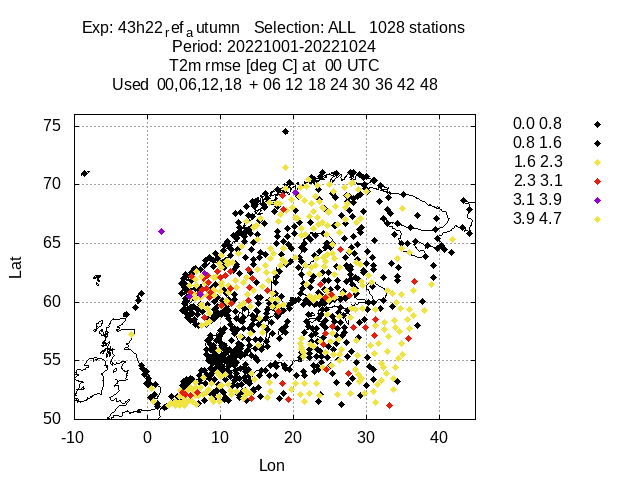 Exp: 43h22ref_autumn Selection: ALL 1028 stations
Period: 20221001-20221024
T2m rmse [deg C] at 00 UTC
Used 00,06,12,18 + 06 12 18 24 30 36 42 48
0.0 0.8
0.8 1.6
1.6 2.3
2.3 3.1
3.1 3.9
3.9 4.7
75
70
65
60
55
50
Lat
-10 0 10 20 30 40
Lon